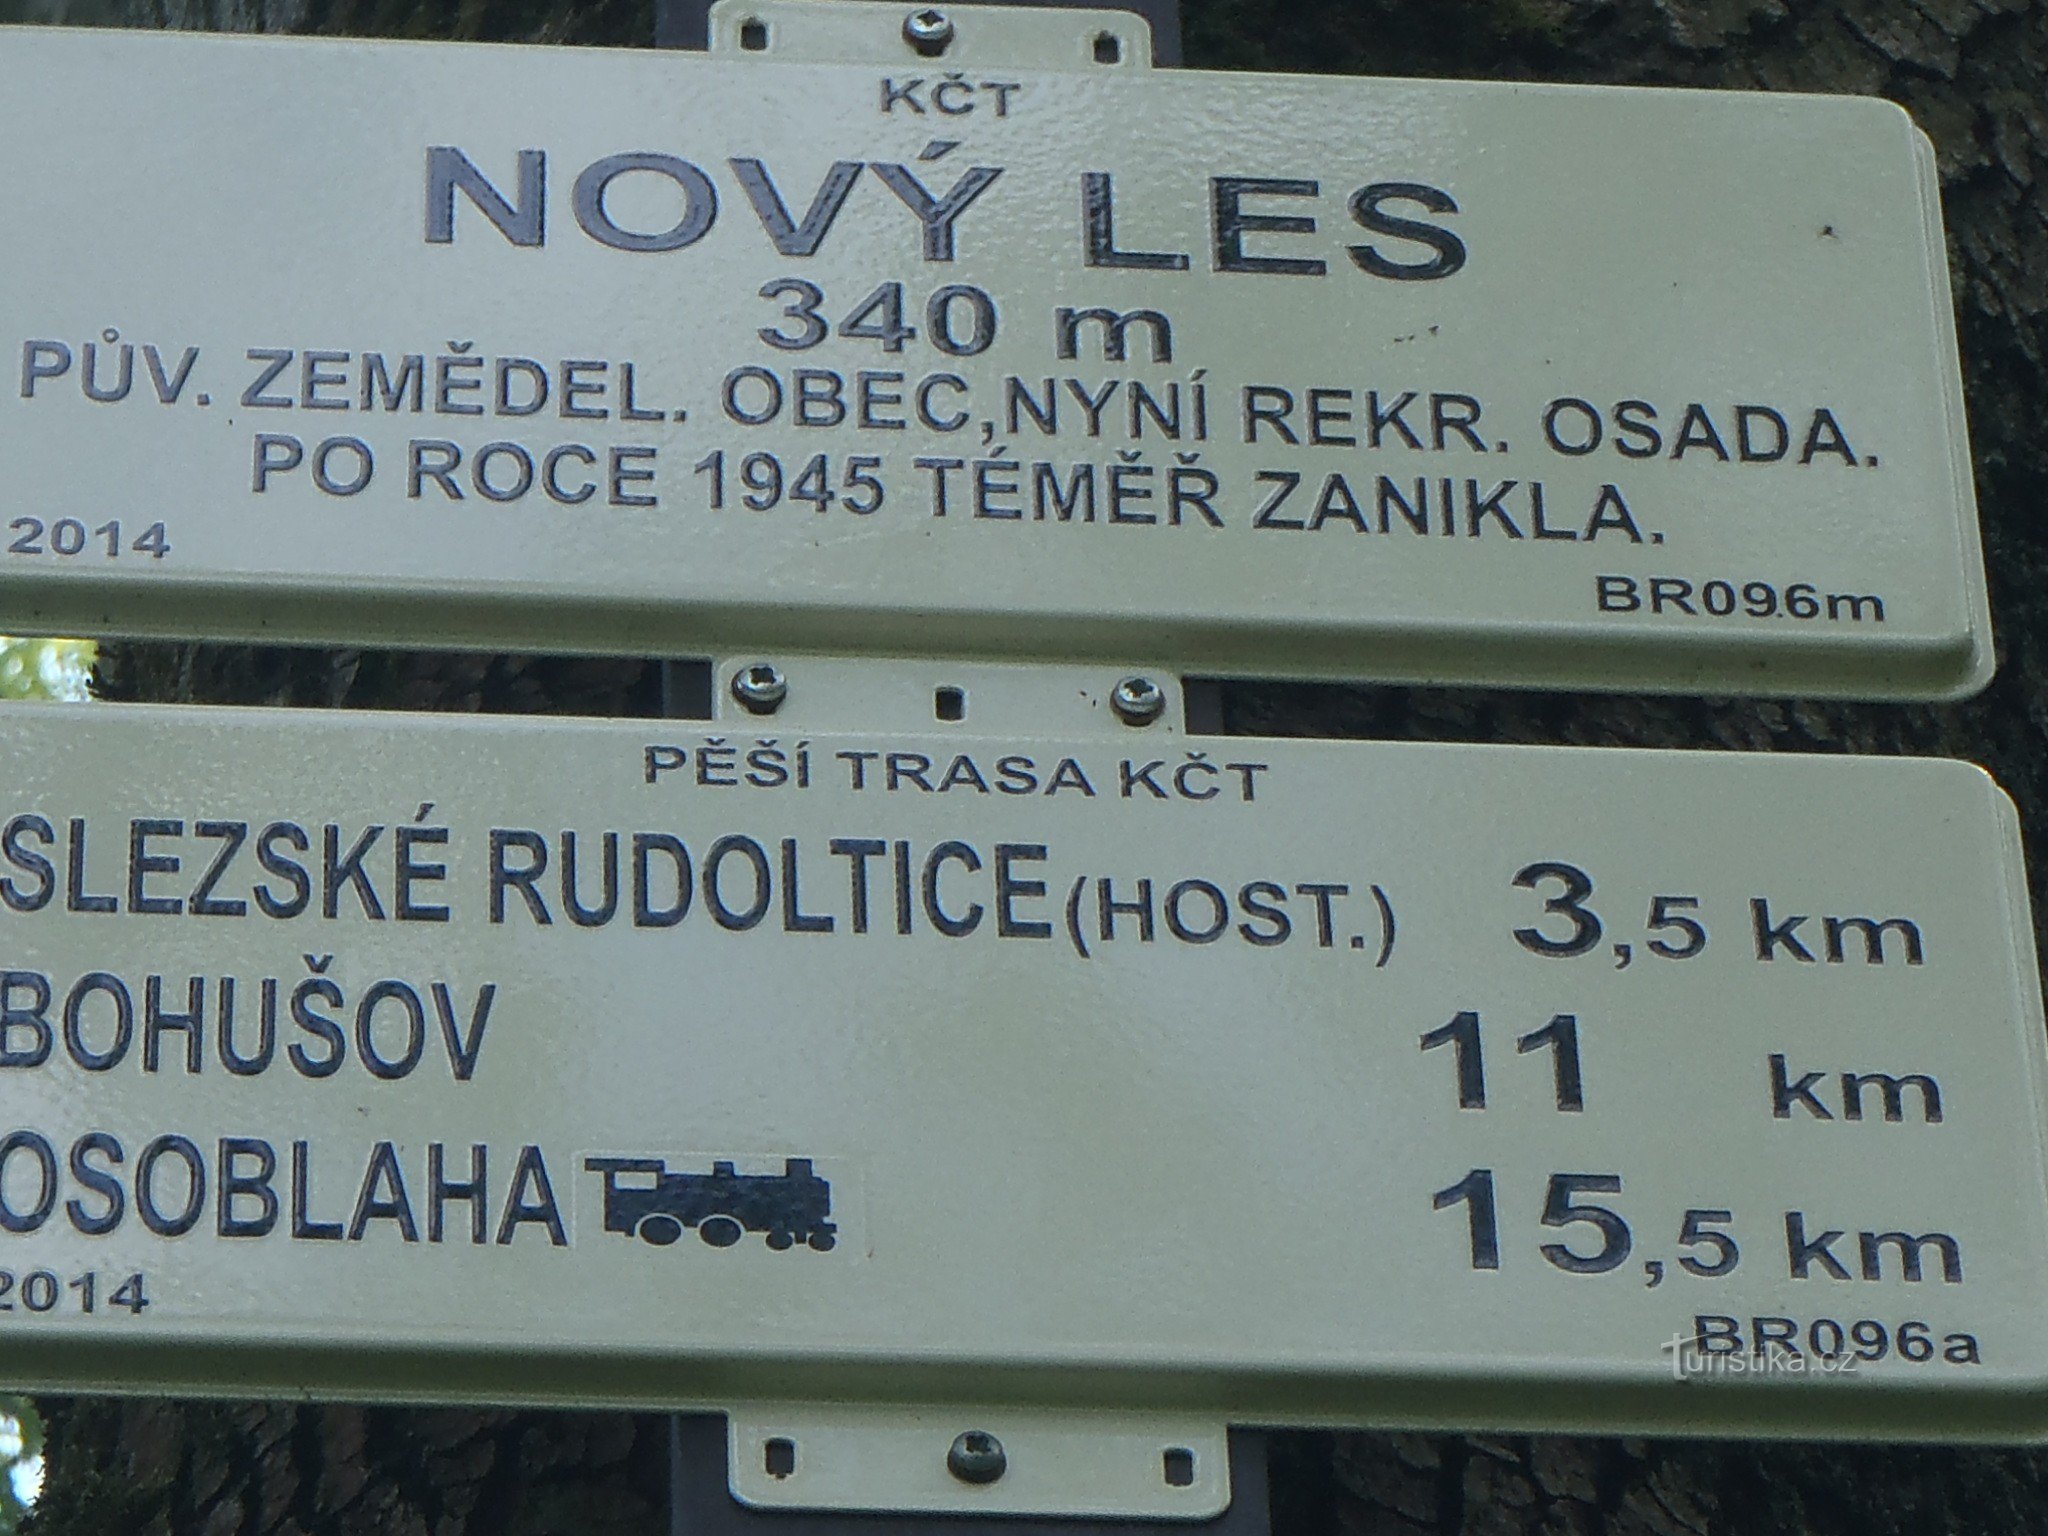 KČT
NOVÝ LES
340 m
PŮV. ZEMĚDEL. OBEC,NYNÍ REKR. OSADA.
PO ROCE 1945 TÉMĚŘ ZANIKLA.
2014
BR096m
PĚŠÍ TRASA KČT
SLEZSKÉ RUDOLTICE (HOST.) 3,5 km
BOHUŠOV 11 km
OSOBLAHA 15,5 km
2014
BR096a
Turistika.cz